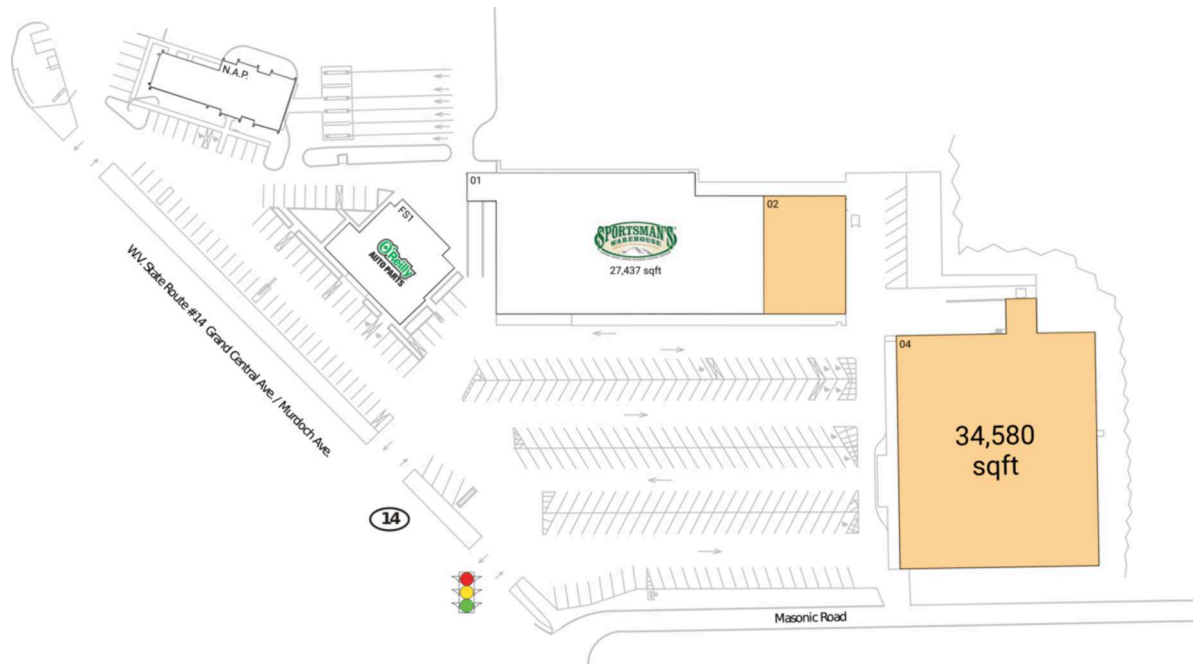 N.A.P.
01
02
FS1
O'Reilly
AUTO PARTS
SPORTSMAN'S
WAREHOUSE
27,437 sqft
W.V. State Route #14 Grand Central Ave. / Murdoch Ave.
04
34,580
sqft
14
Masonic Road